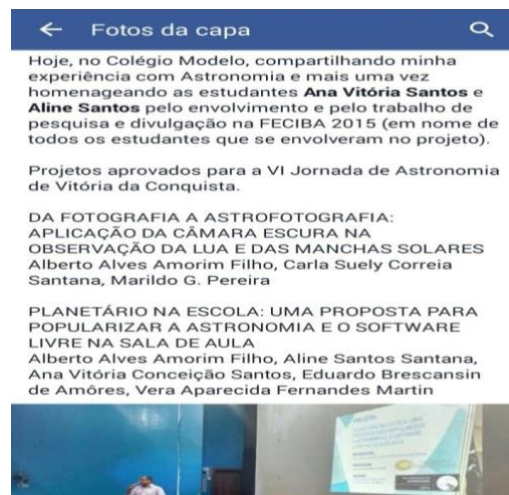 Fotos da capa
Hoje, no Colégio Modelo, compartilhando minha
experiência com Astronomia e mais uma vez
homenageando as estudantes Ana Vitória Santos e
Aline Santos pelo envolvimento e pelo trabalho de
pesquisa e divulgação na FECIBA 2015 (em nome de
todos os estudantes que se envolveram no projeto).
Projetos aprovados para a VI Jornada de Astronomia
de Vitória da Conquista.
DA FOTOGRAFIA A ASTROFOTOGRAFIA:
APLICAÇÃO DA CÂMARA ESCURA NA
OBSERVAÇÃO DA LUA E DAS MANCHAS SOLARES
Alberto Alves Amorim Filho, Carla Suely Correia
Santana, Marildo G. Pereira
PLANETÁRIO NA ESCOLA: UMA PROPOSTA PARA
POPULARIZAR A ASTRONOMIA E O SOFTWARE
LIVRE NA SALA DE AULA
Alberto Alves Amorim Filho, Aline Santos Santana,
Ana Vitória Conceição Santos, Eduardo Brescansin
de Amôres, Vera Aparecida Fernandes Martin